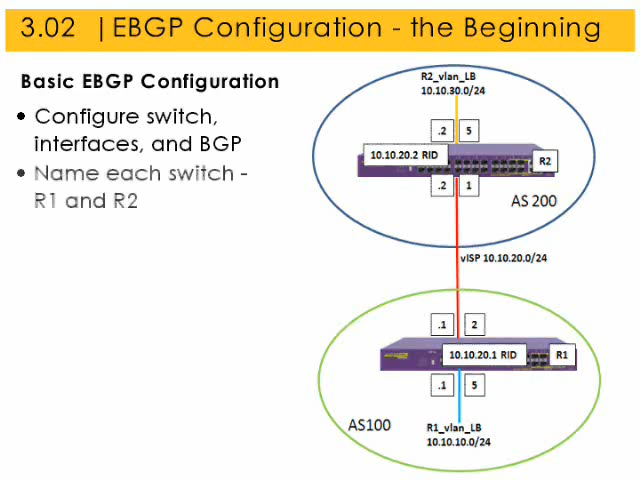 3.02 | EBGP Configuration - the Beginning
Basic EBGP Configuration
• Configure switch,
interfaces, and BGP
• Name each switch -
R1 and R2
R2_vlan_LB
10.10.30.0/24
.2 5
10.10.20.2 RID
R2
.2 1
AS 200
vISP 10.10.20.0/24
.1 2
10.10.20.1 RID
R1
.1 5
AS100
R1_vlan_LB
10.10.10.0/24